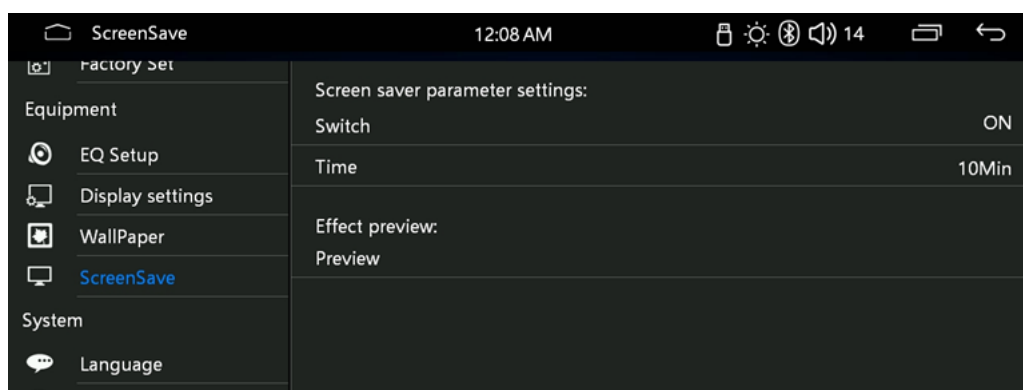 ScreenSave 12:08 AM 14
Factory Set
Equipment
EQ Setup
Display settings
WallPaper
ScreenSave
System
Language
Screen saver parameter settings:
Switch ON
Time 10Min
Effect preview:
Preview